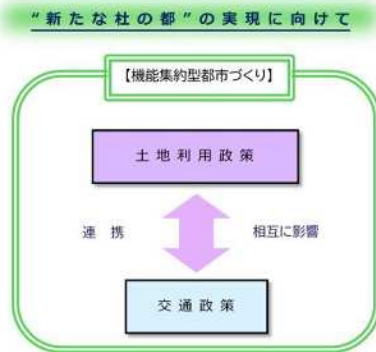 “新たな杜の都”の実現に向けて
【機能集約型都市づくり】
土地利用政策
連携
相互に影響
交通政策